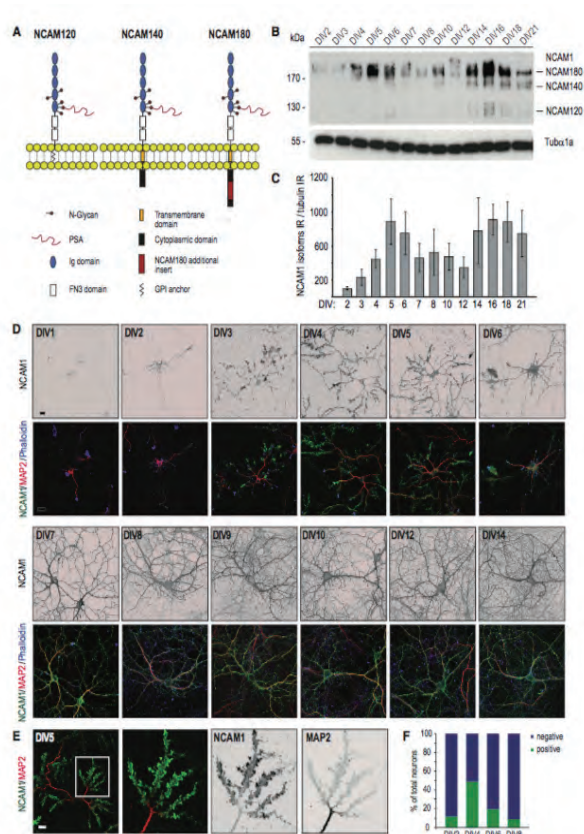 A
NCAM120
NCAM140
NCAM180
N-Glycan
PSA
Ig domain
FN3 domain
Transmembrane
domain
Cytoplasmic domain
NCAM180 additional
insert
GPI anchor
B
kDa
DIV2
DIV3
DIV4
DIV5
DIV6
DIV7
DIV8
DIV10
DIV12
DIV14
DIV16
DIV18
DIV21
170 -
130 -
55 -
NCAM1
NCAM180
NCAM140
NCAM120
Tubα1a
C
NCAM1 isoforms IR / tubulin IR
1200
1000
800
600
400
200
DIV: 2 3 4 5 6 7 8 10 12 14 16 18 21
D
NCAM1
DIV1
DIV2
DIV3
DIV4
DIV5
DIV6
NCAM1/MAP2/Phalloidin
NCAM1
DIV7
DIV8
DIV9
DIV10
DIV12
DIV14
NCAM1/MAP2/Phalloidin
E
NCAM1/MAP2
DIV5
NCAM1
MAP2
F
% of total neurons
100
80
60
40
20
0
negative
positive